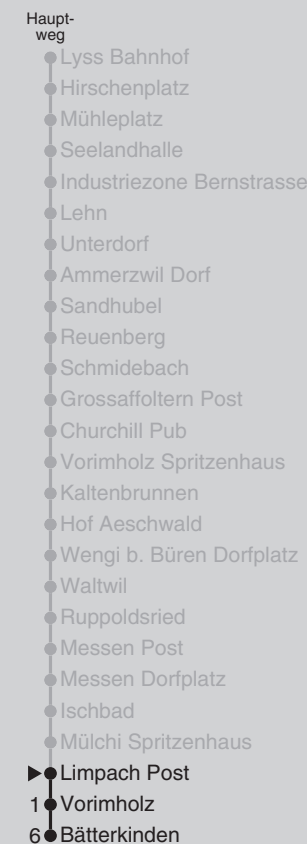 Haupt-
weg
Lyss Bahnhof
Hirschenplatz
Mühleplatz
Seelandhalle
Industriezone Bernstrasse
Lehn
Unterdorf
Ammerzwil Dorf
Sandhubel
Reuenberg
Schmidebach
Grossaffoltern Post
Churchill Pub
Vorimholz Spritzenhaus
Kaltenbrunnen
Hof Aeschwald
Wengi b. Büren Dorfplatz
Waltwil
Ruppoldsried
Messen Post
Messen Dorfplatz
Ischbad
Mülchi Spritzenhaus
Limpach Post
1 Vorimholz
6 Bätterkinden